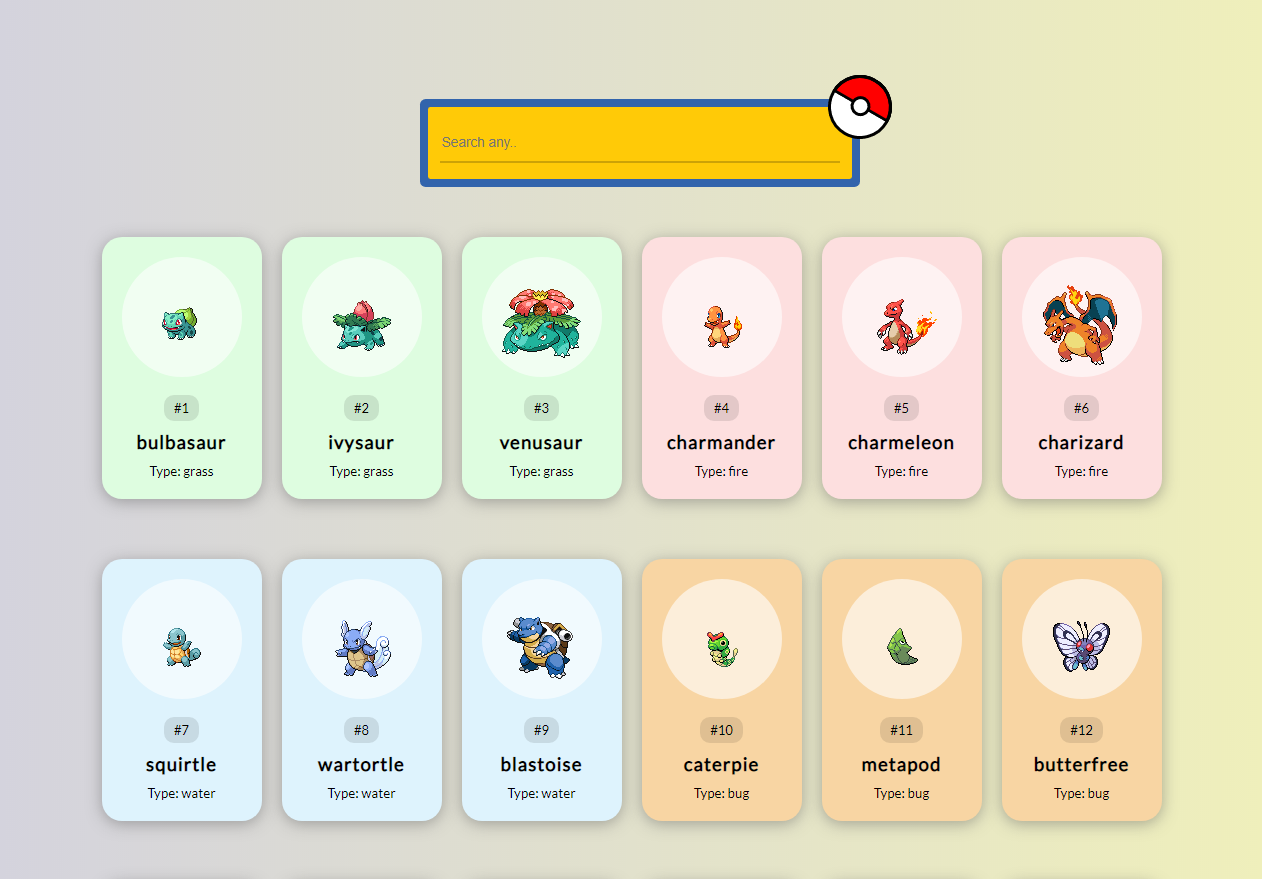 Search any..
#1
bulbasaur
Type: grass
#2
ivysaur
Type: grass
#3
venusaur
Type: grass
#4
charmander
Type: fire
#5
charmeleon
Type: fire
#6
charizard
Type: fire
#7
squirtle
Type: water
#8
wartortle
Type: water
#9
blastoise
Type: water
#10
caterpie
Type: bug
#11
metapod
Type: bug
#12
butterfree
Type: bug